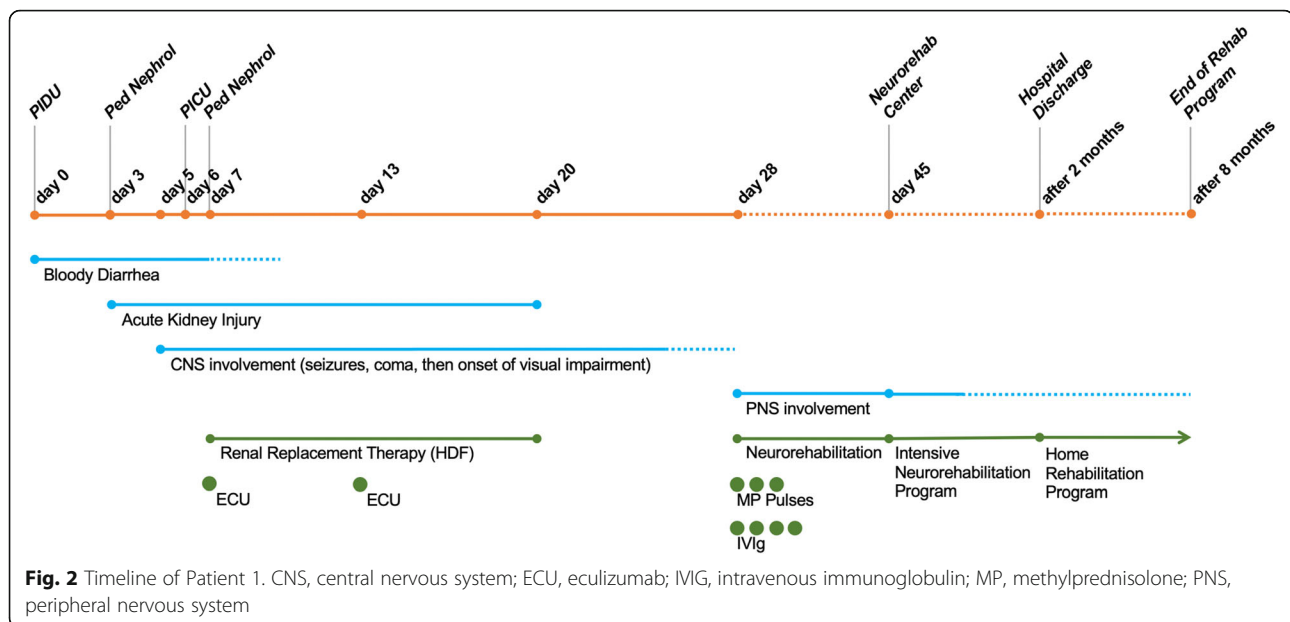 PIDU
Ped Nephrol
PICU
Ped Nephrol
Neurorehab
Center
Hospital
Discharge
End of Rehab
Program
day 0
day 3
day 5
day 6
day 7
day 13
day 20
day 28
day 45
after 2 months
after 8 months
Bloody Diarrhea
Acute Kidney Injury
CNS involvement (seizures, coma, then onset of visual impairment)
PNS involvement
Renal Replacement Therapy (HDF)
Neurorehabilitation
Intensive
Neurorehabilitation
Program
Home
Rehabilitation
Program
ECU
ECU
MP Pulses
IVIg
Fig. 2 Timeline of Patient 1. CNS, central nervous system; ECU, eculizumab; IVIG, intravenous immunoglobulin; MP, methylprednisolone; PNS,
peripheral nervous system